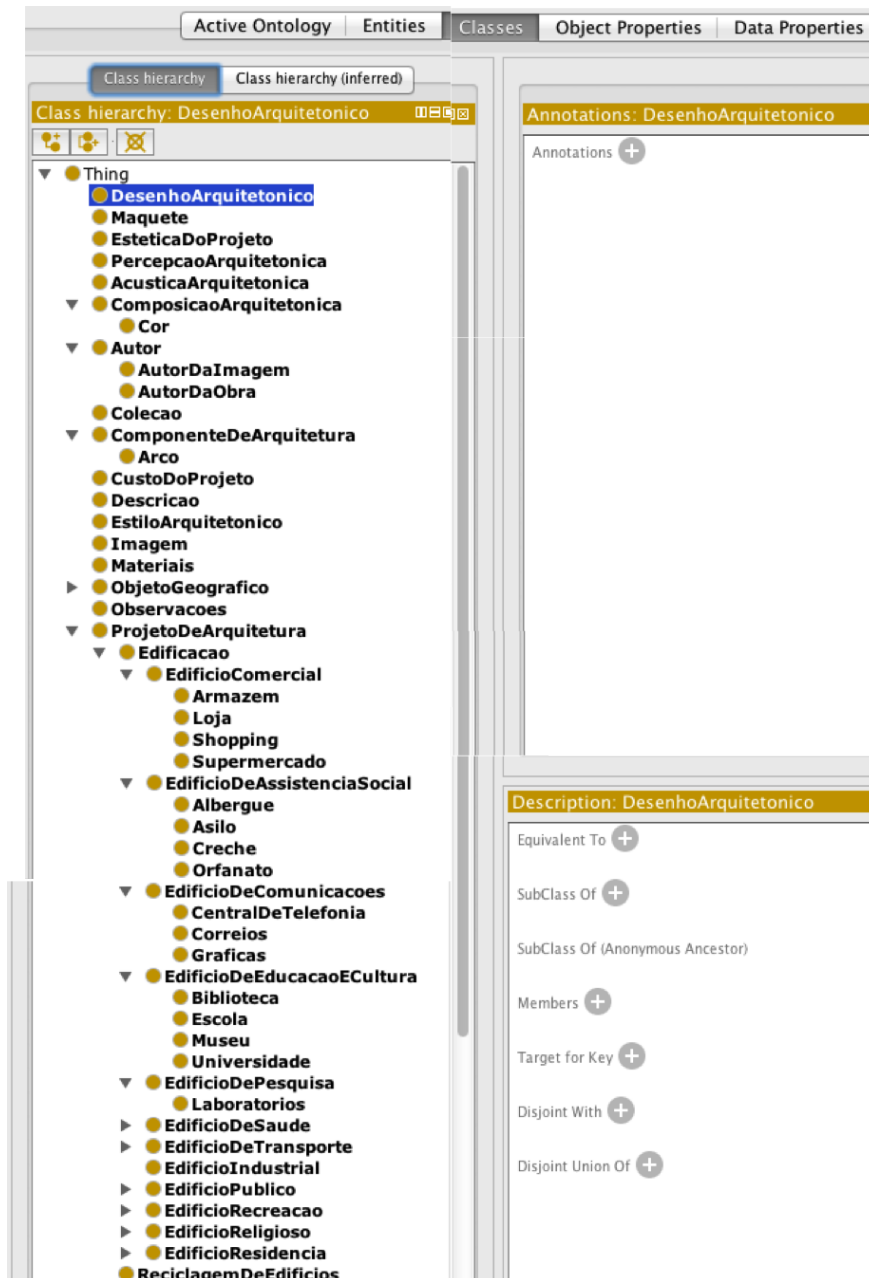 Active Ontology Entities Classes Object Properties Data Properties
Class hierarchy Class hierarchy (inferred)
Class hierarchy: DesenhoArquitetonico
Thing
DesenhoArquitetonico
Maquete
EsteticaDoProjeto
PercepcaoArquitetonica
AcusticaArquitetonica
ComposicaoArquitetonica
Cor
Autor
AutorDaImagem
AutorDaObra
Colecao
ComponenteDeArquitetura
Arco
CustoDoProjeto
Descricao
EstiloArquitetonico
Imagem
Materiais
ObjetoGeografico
Observacoes
ProjetoDeArquitetura
Edificacao
EdificioComercial
Armazem
Loja
Shopping
Supermercado
EdificioDeAssistenciaSocial
Albergue
Asilo
Creche
Orfanato
EdificioDeComunicacoes
CentralDeTelefonia
Correios
Graficas
EdificioDeEducacaoECultura
Biblioteca
Escola
Museu
Universidade
EdificioDePesquisa
Laboratorios
EdificioDeSaude
EdificioDeTransporte
EdificioIndustrial
EdificioPublico
EdificioRecreacao
EdificioReligioso
EdificioResidencia
ReciclagemDeEdificios
Annotations: DesenhoArquitetonico
Annotations
Description: DesenhoArquitetonico
Equivalent To
SubClass Of
SubClass Of (Anonymous Ancestor)
Members
Target for Key
Disjoint With
Disjoint Union Of